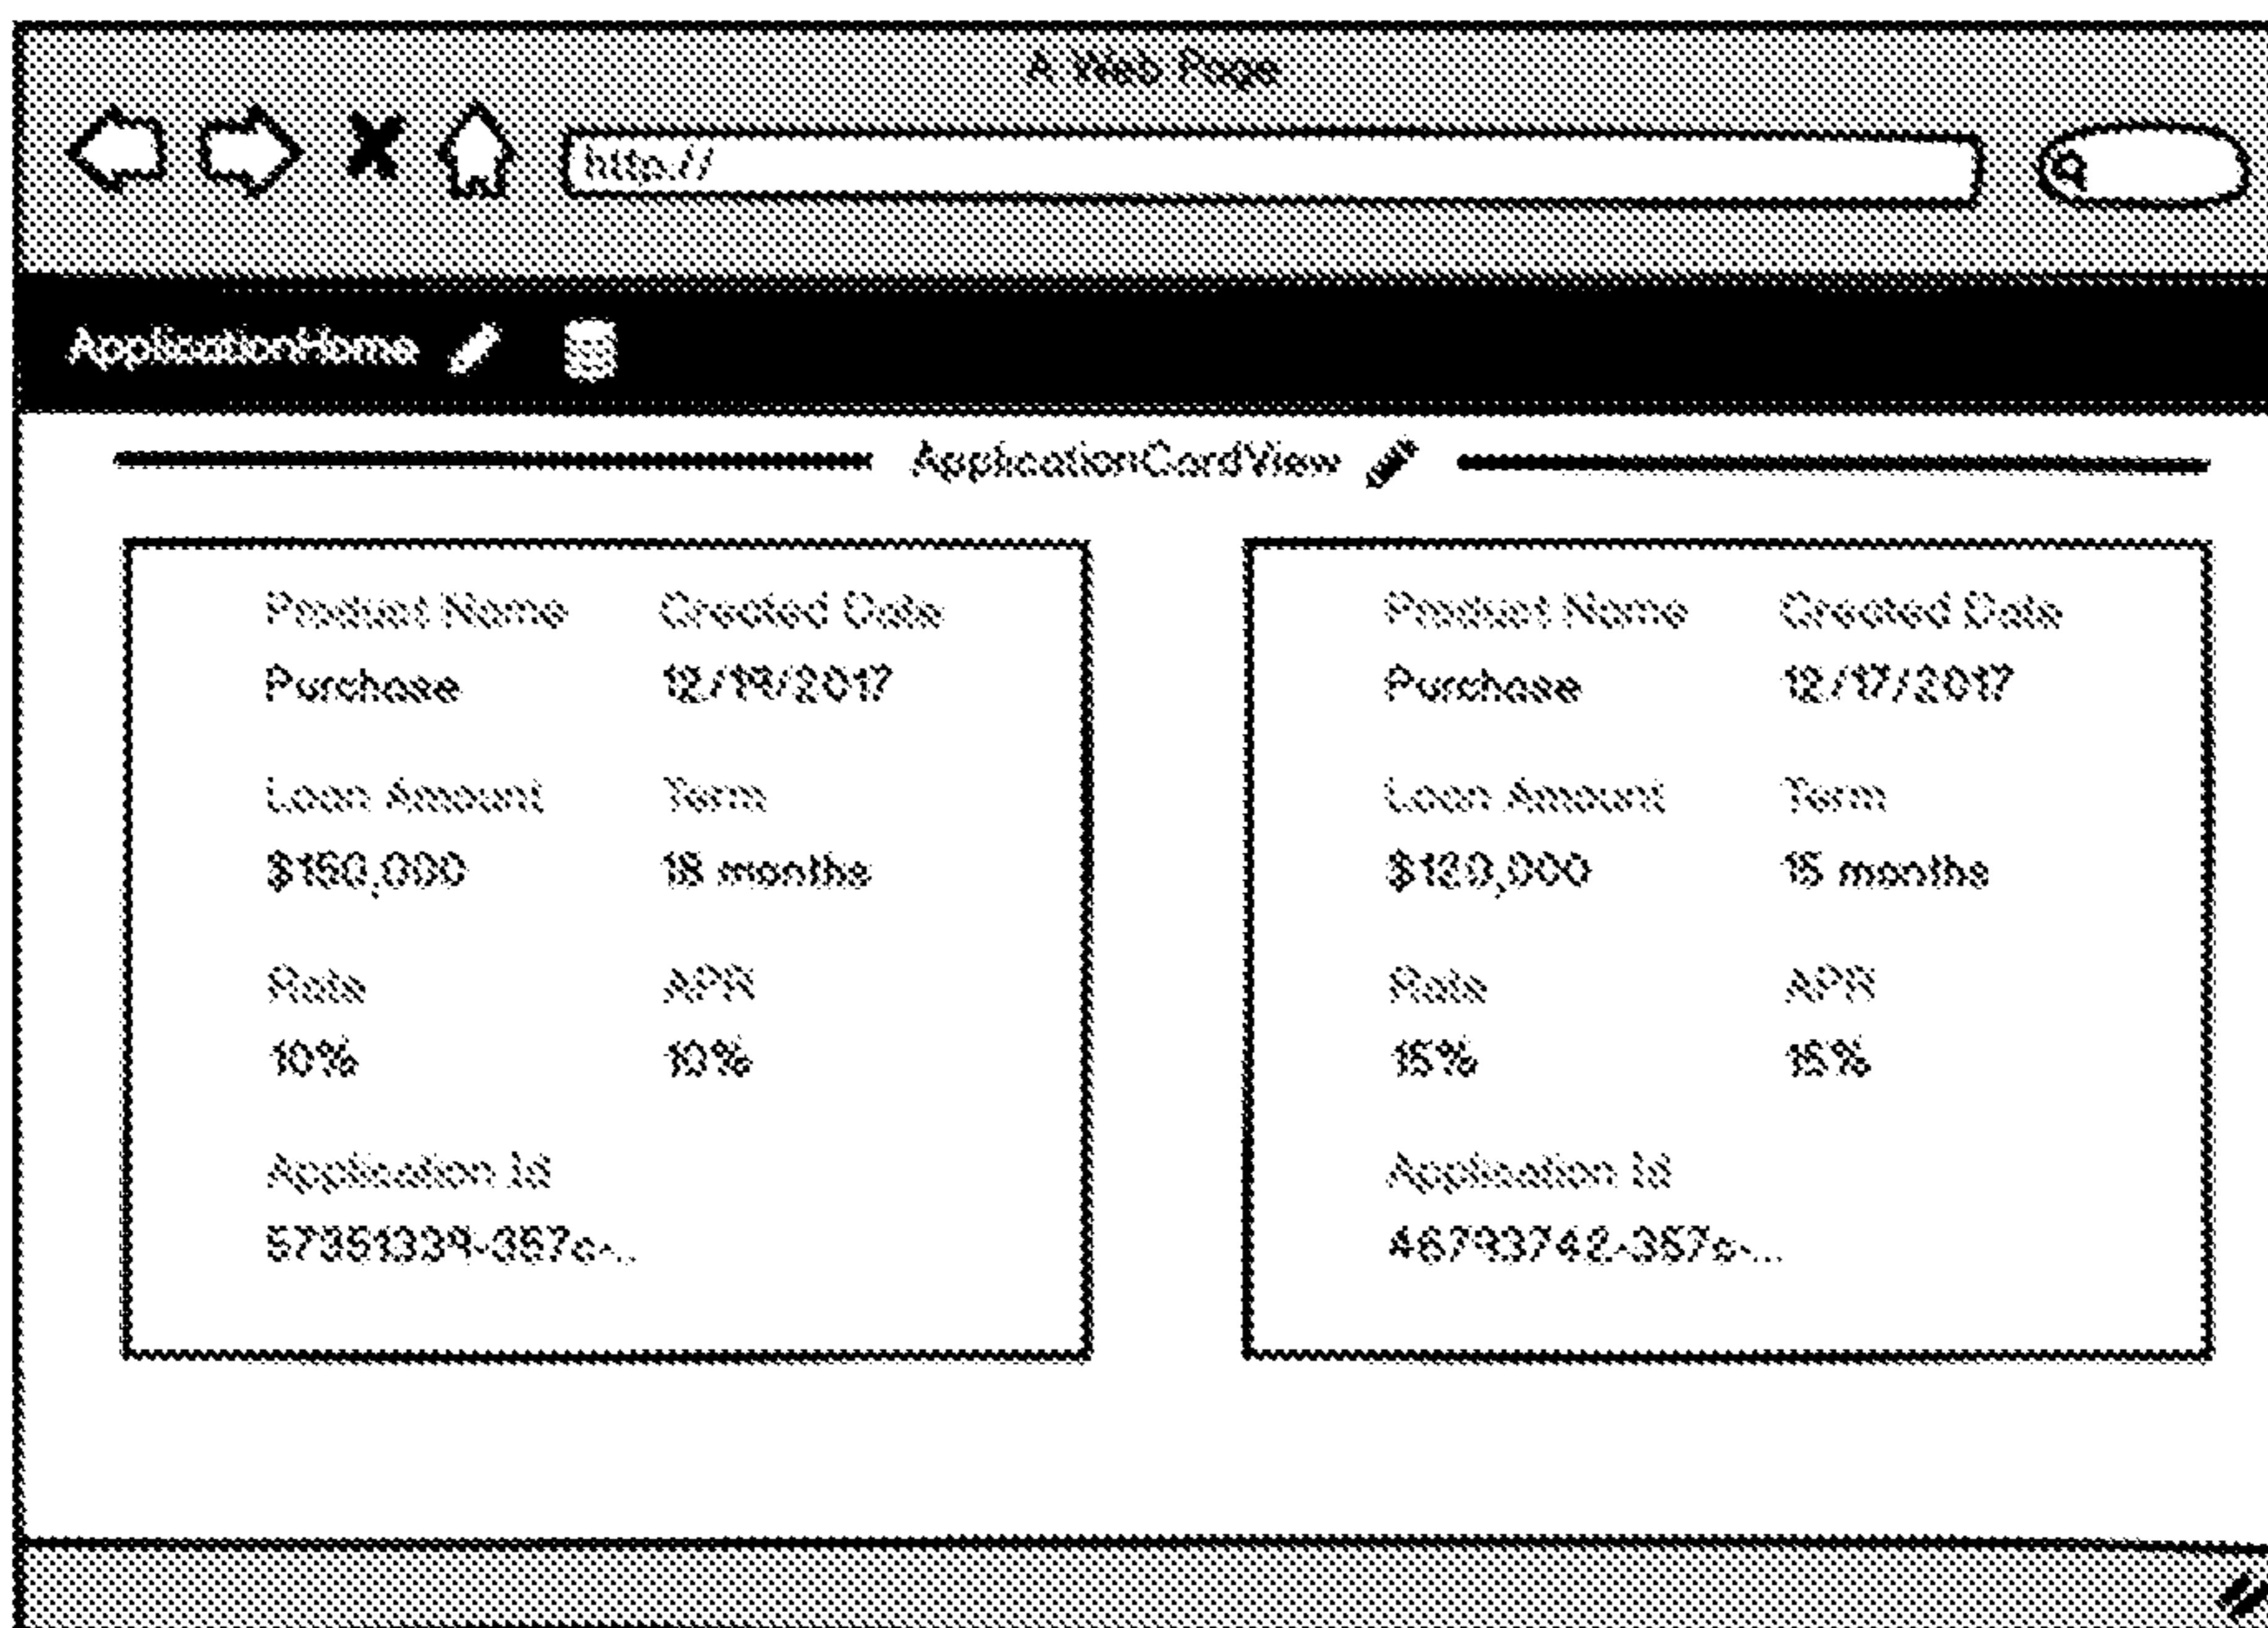 A Web Page
http://
ApplicationHome
ApplicationCardView
Product Name Created Date
Purchase 12/19/2017
Loan Amount Term
$150,000 18 months
Rate APR
10% 10%
Application Id
57351339-357c-...
Product Name Created Date
Purchase 12/17/2017
Loan Amount Term
$120,000 15 months
Rate APR
15% 15%
Application Id
46793742-357c-...